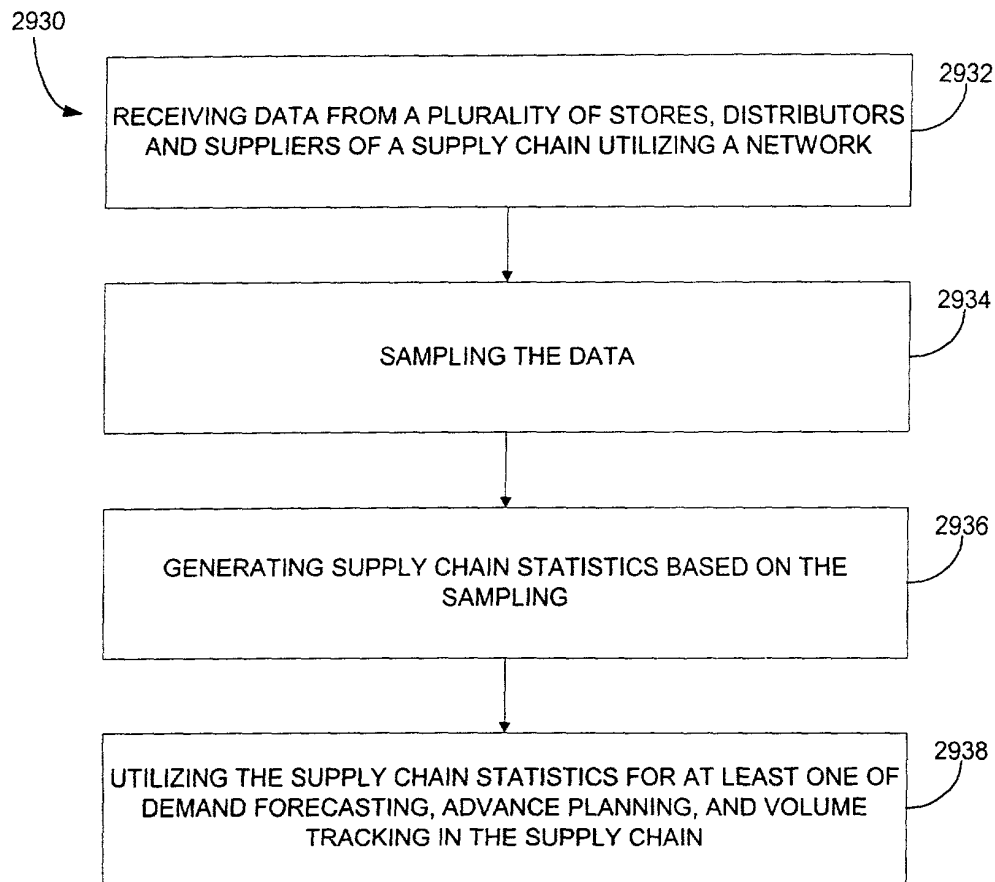 2930
2932
RECEIVING DATA FROM A PLURALITY OF STORES, DISTRIBUTORS
AND SUPPLIERS OF A SUPPLY CHAIN UTILIZING A NETWORK
2934
SAMPLING THE DATA
2936
GENERATING SUPPLY CHAIN STATISTICS BASED ON THE
SAMPLING
2938
UTILIZING THE SUPPLY CHAIN STATISTICS FOR AT LEAST ONE OF
DEMAND FORECASTING, ADVANCE PLANNING, AND VOLUME
TRACKING IN THE SUPPLY CHAIN